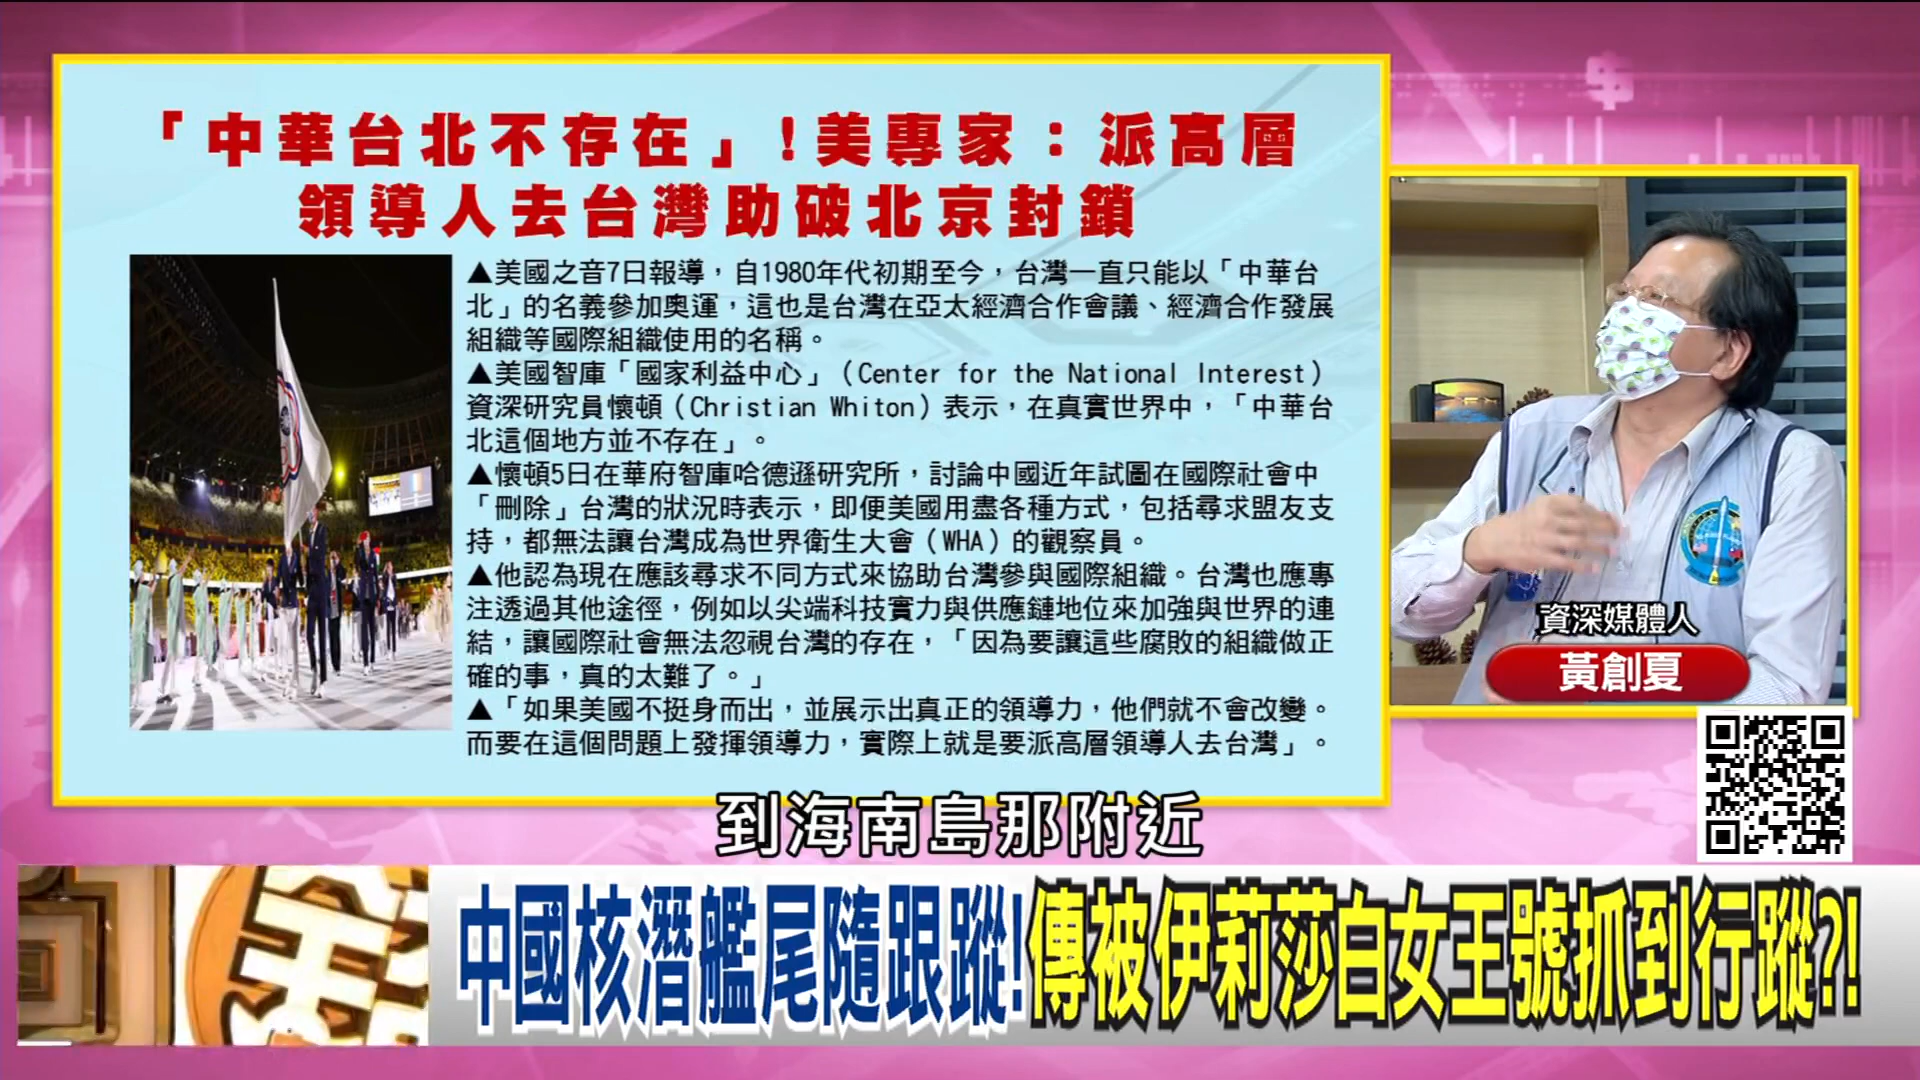 「中華台北不存在」!美專家：派高層
領導人去台灣助破北京封鎖
▲美國之音7日報導，自1980年代初期至今，台灣一直只能以「中華台
北」的名義參加奧運，這也是台灣在亞太經濟合作會議、經濟合作發展
組織等國際組織使用的名稱。
▲美國智庫「國家利益中心」（Center for the National Interest）
資深研究員懷頓（Christian Whiton）表示，在真實世界中，「中華台
北這個地方並不存在」。
▲懷頓5日在華府智庫哈德遜研究所，討論中國近年試圖在國際社會中
「刪除」台灣的狀況時表示，即便美國用盡各種方式，包括尋求盟友支
持，都無法讓台灣成為世界衛生大會（WHA）的觀察員。
▲他認為現在應該尋求不同方式來協助台灣參與國際組織。台灣也應專
注透過其他途徑，例如以尖端科技實力與供應鏈地位來加強與世界的連
結，讓國際社會無法忽視台灣的存在，「因為要讓這些腐敗的組織做正
確的事，真的太難了。」
▲「如果美國不挺身而出，並展示出真正的領導力，他們就不會改變。
而要在這個問題上發揮領導力，實際上就是要派高層領導人去台灣」。
資深媒體人
黃創夏
到海南島那附近
中國核潛艦尾隨跟蹤!傳被伊莉莎白女王號抓到行蹤?!